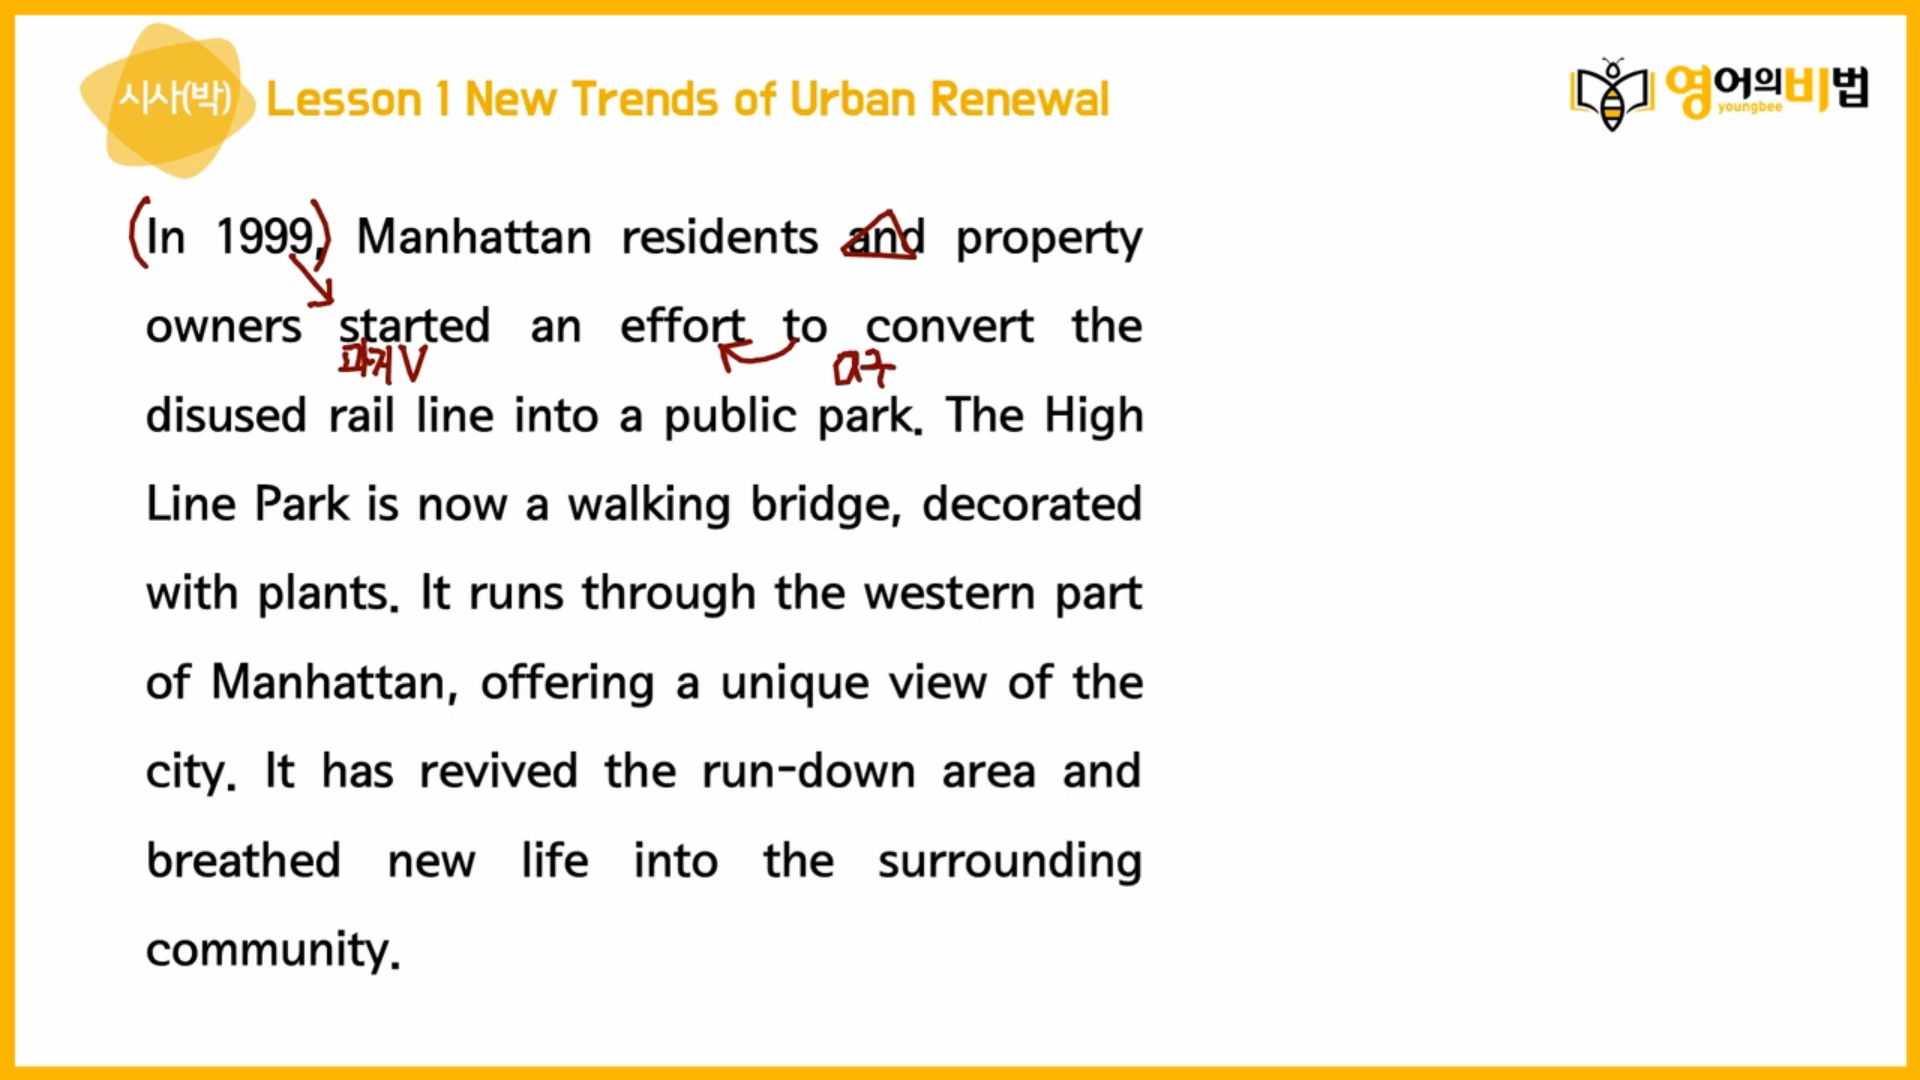 시사(박) Lesson 1 New Trends of Urban Renewal
영어의비법
youngbee
(In 1999,) Manhattan residents and property
owners started an effort to convert the
과거V a구
disused rail line into a public park. The High
Line Park is now a walking bridge, decorated
with plants. It runs through the western part
of Manhattan, offering a unique view of the
city. It has revived the run-down area and
breathed new life into the surrounding
community.